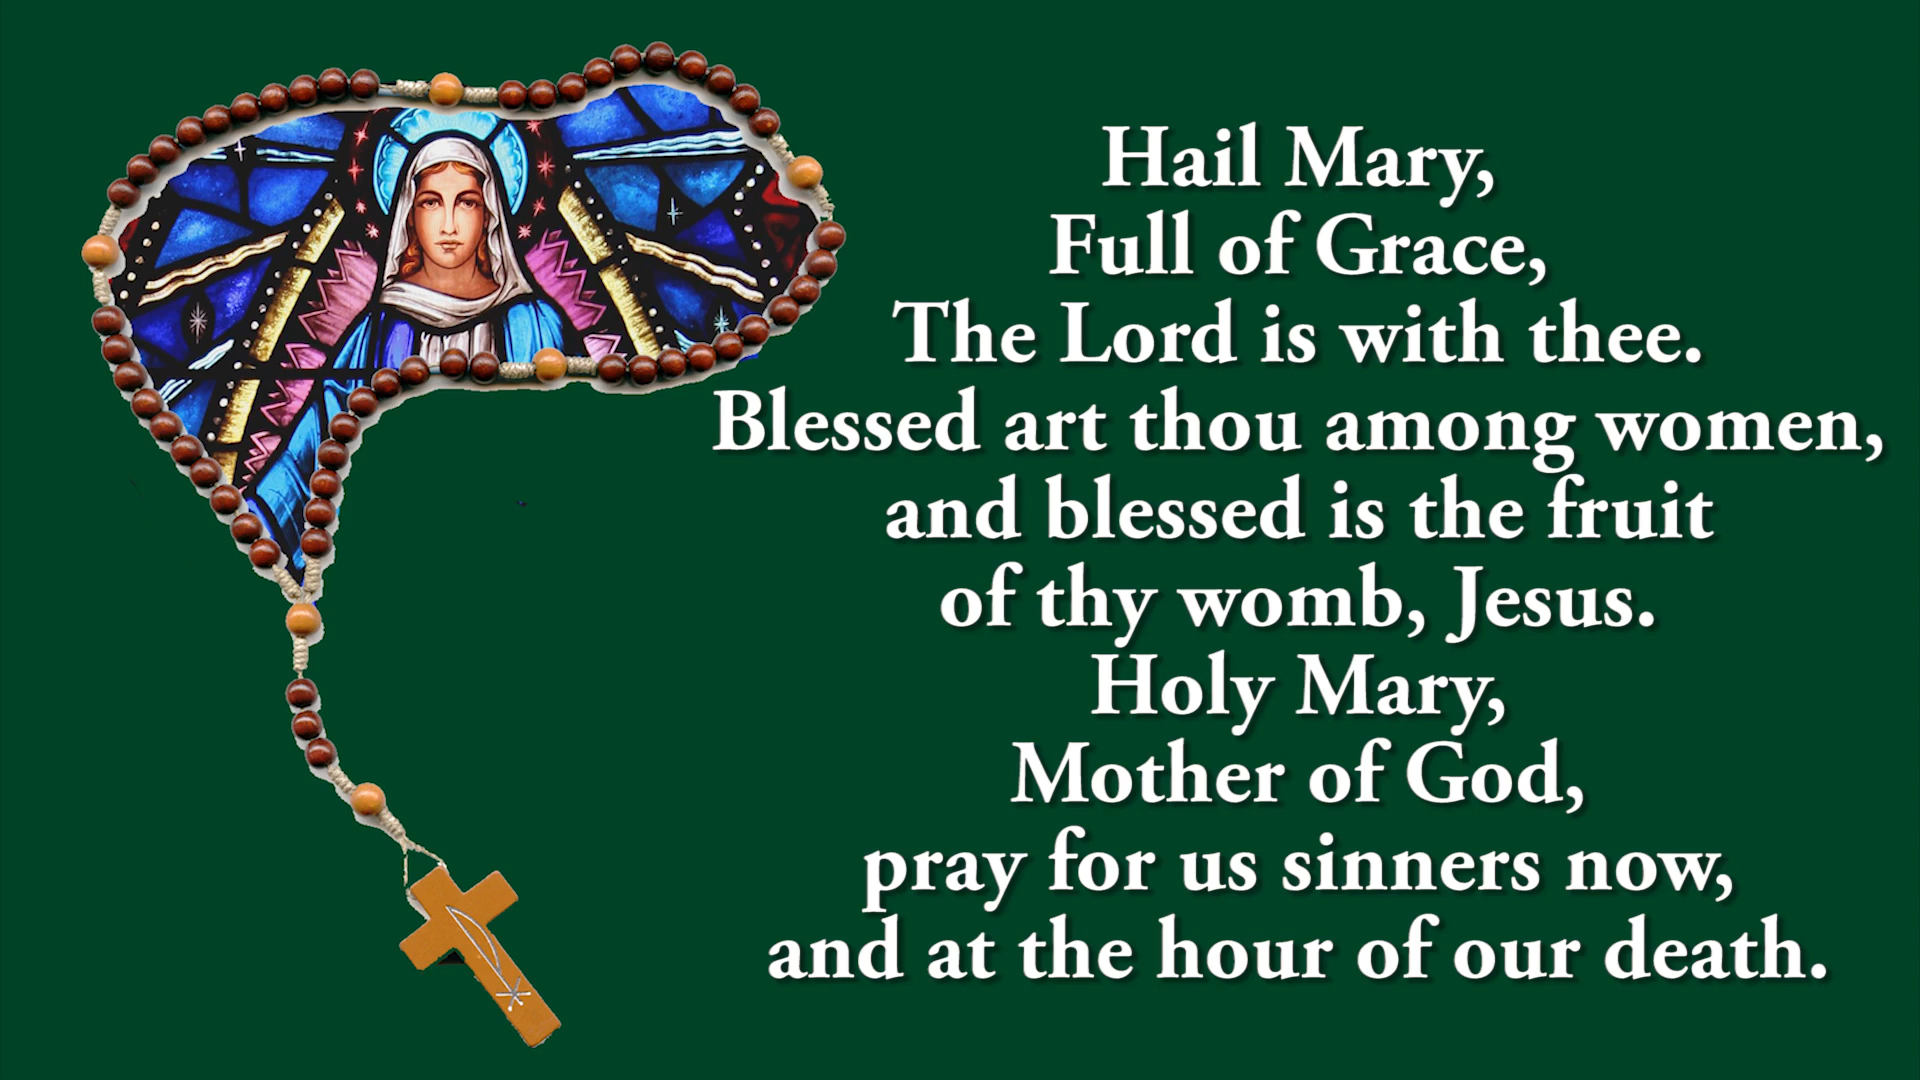 Hail Mary,
Full of Grace,
The Lord is with thee.
Blessed art thou among women,
and blessed is the fruit
of thy womb, Jesus.
Holy Mary,
Mother of God,
pray for us sinners now,
and at the hour of our death.